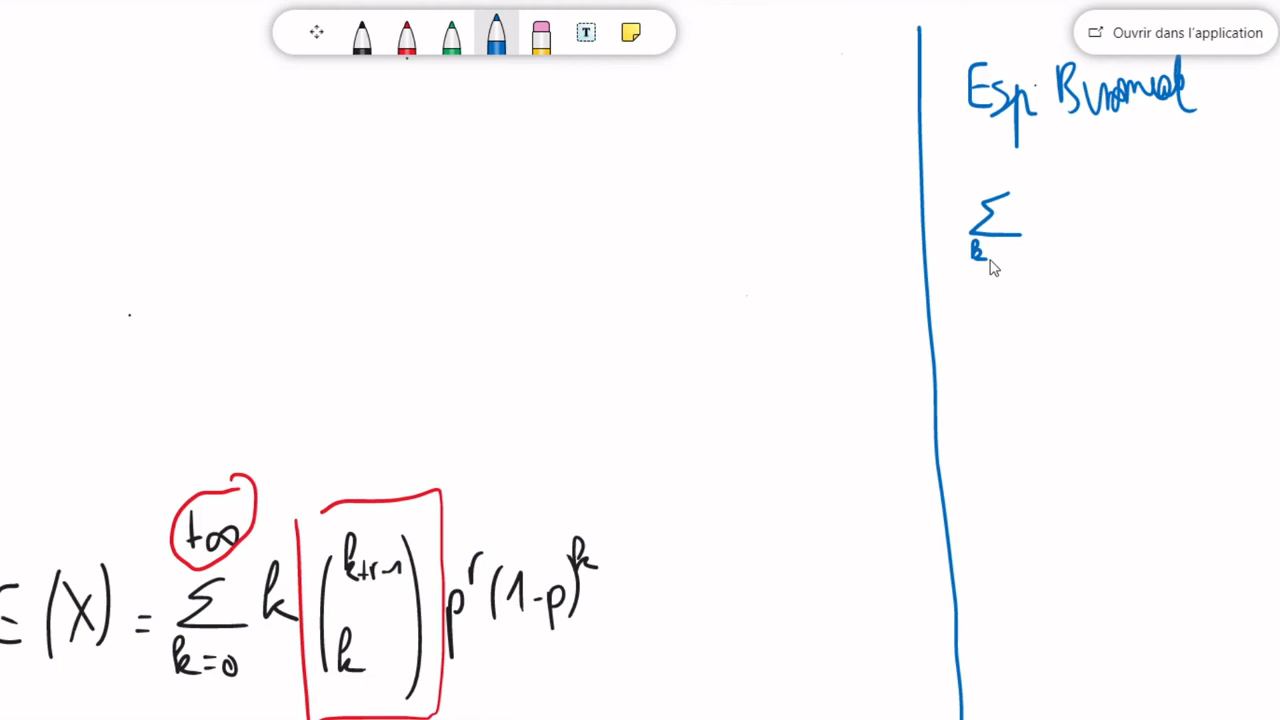 T
Ouvrir dans l'application
Esp Binomial
Σ
k
+∞
E(X) = Σ k (k+r-1 k) p^r (1-p)^k
k=0